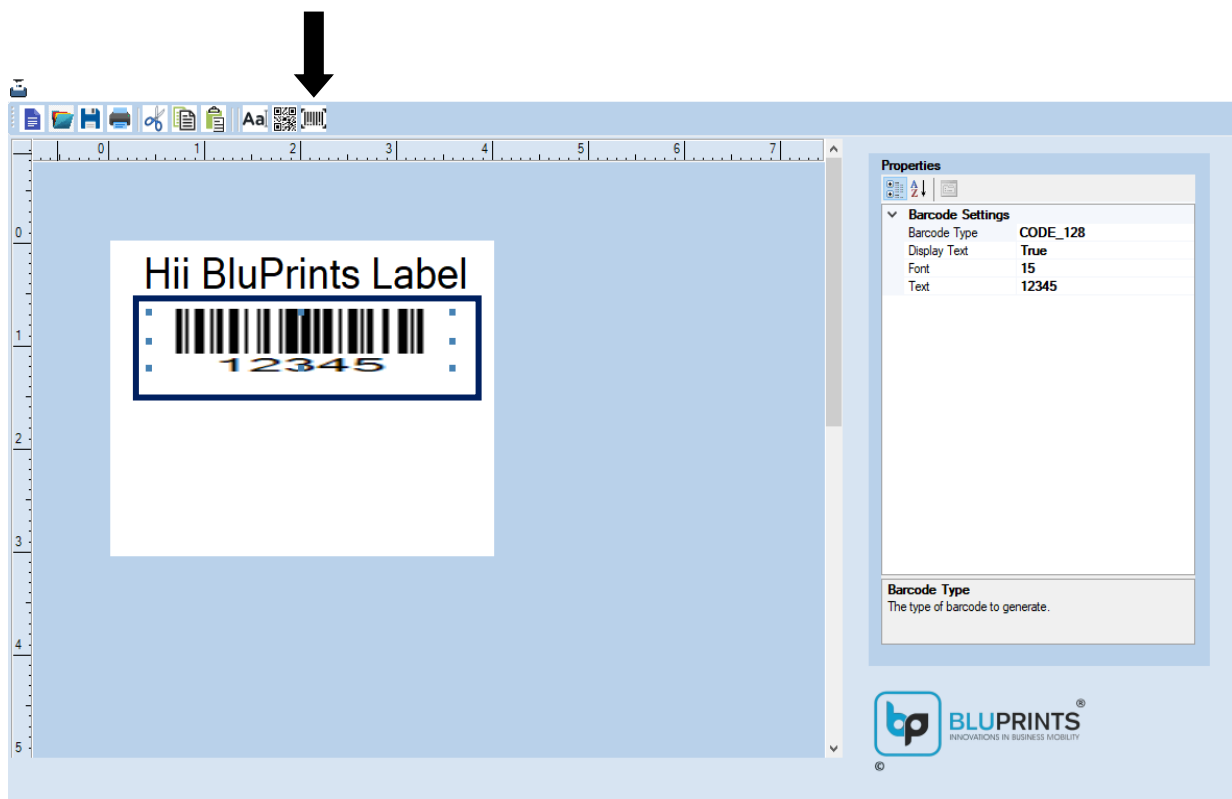 Aa
0 1 2 3 4 5 6 7
0
1
2
3
4
5
Hii BluPrints Label
12345
Properties
Barcode Settings
Barcode Type CODE_128
Display Text True
Font 15
Text 12345
Barcode Type
The type of barcode to generate.
bp
BLUPRINTS®
INNOVATIONS IN BUSINESS MOBILITY
©